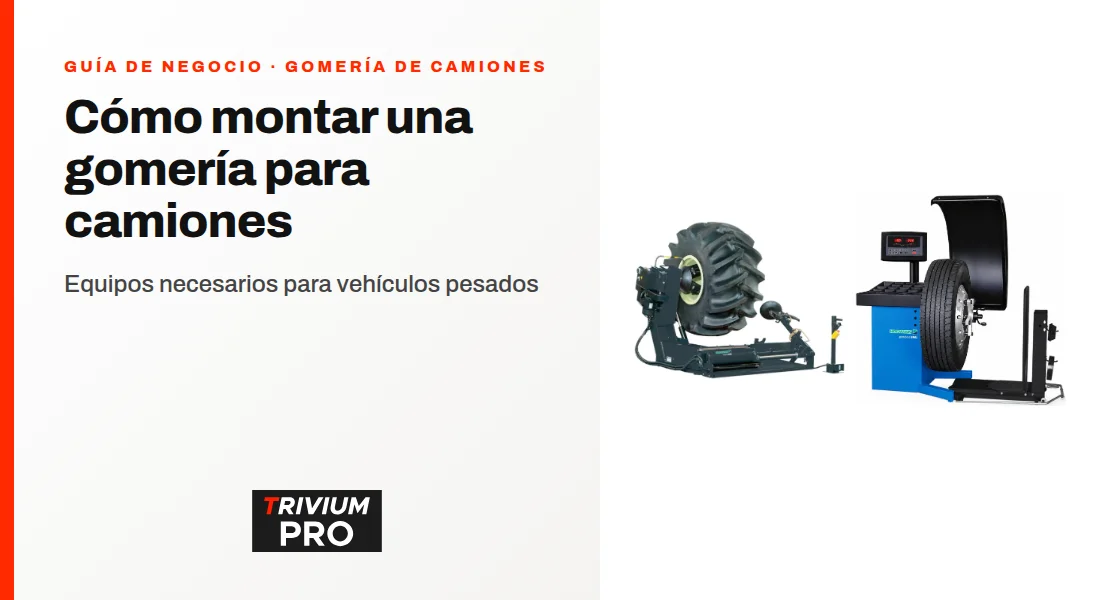 GUÍA DE NEGOCIO · GOMERÍA DE CAMIONES
Cómo montar una
gomería para
camiones
Equipos necesarios para vehículos pesados
TRIVIUM
PRO